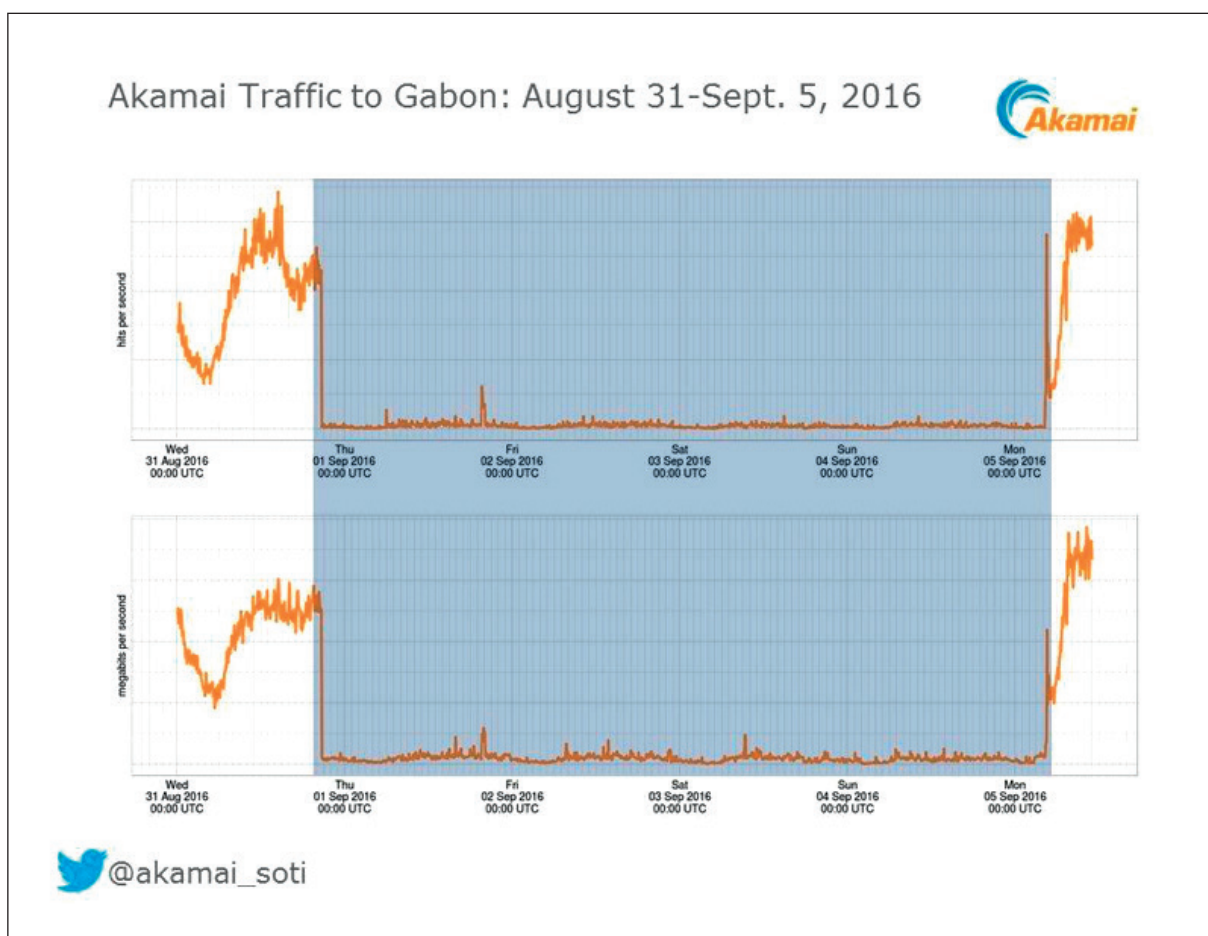 Akamai Traffic to Gabon: August 31-Sept. 5, 2016
Akamai
hits per second
Wed Thu Fri Sat Sun Mon
31 Aug 2016 01 Sep 2016 02 Sep 2016 03 Sep 2016 04 Sep 2016 05 Sep 2016
00:00 UTC 00:00 UTC 00:00 UTC 00:00 UTC 00:00 UTC 00:00 UTC
megabits per second
Wed Thu Fri Sat Sun Mon
31 Aug 2016 01 Sep 2016 02 Sep 2016 03 Sep 2016 04 Sep 2016 05 Sep 2016
00:00 UTC 00:00 UTC 00:00 UTC 00:00 UTC 00:00 UTC 00:00 UTC
@akamai_soti